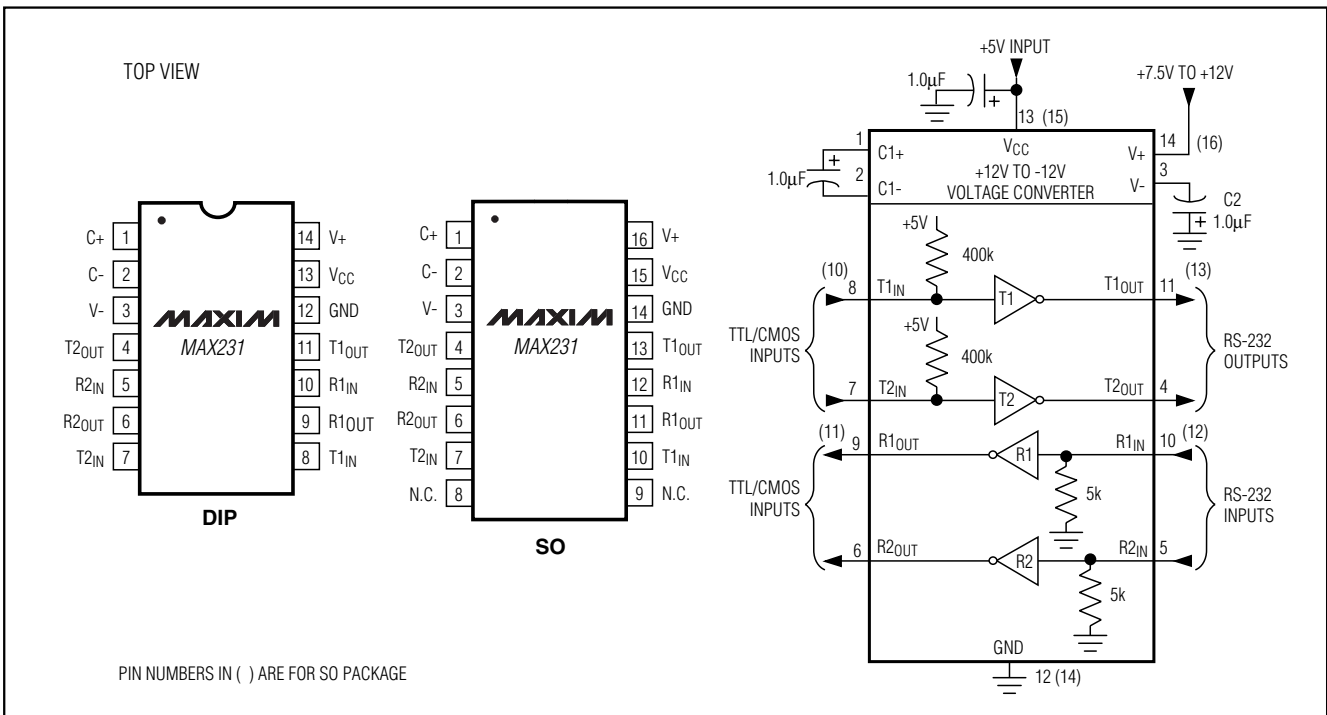 TOP VIEW
C+ 1
C- 2
V- 3
T2OUT 4
R2IN 5
R2OUT 6
T2IN 7
14 V+
13 VCC
12 GND
11 T1OUT
10 R1IN
9 R1OUT
8 T1IN
MAXIM
MAX231
DIP
C+ 1
C- 2
V- 3
T2OUT 4
R2IN 5
R2OUT 6
T2IN 7
N.C. 8
16 V+
15 VCC
14 GND
13 T1OUT
12 R1IN
11 R1OUT
10 T1IN
9 N.C.
MAXIM
MAX231
SO
PIN NUMBERS IN ( ) ARE FOR SO PACKAGE
+5V INPUT
1.0µF
+
+7.5V TO +12V
13 (15)
VCC
1 C1+
2 C1-
1.0µF
+
+12V TO -12V
VOLTAGE CONVERTER
V+ 14 (16)
V- 3
C2
+ 1.0µF
+5V
400k
(10)
8 T1IN T1 T1OUT 11 (13)
+5V
400k
TTL/CMOS
INPUTS
RS-232
OUTPUTS
7 T2IN T2 T2OUT 4
(11)
9 R1OUT R1 R1IN 10 (12)
5k
TTL/CMOS
INPUTS
RS-232
INPUTS
6 R2OUT R2 R2IN 5
5k
GND
12 (14)